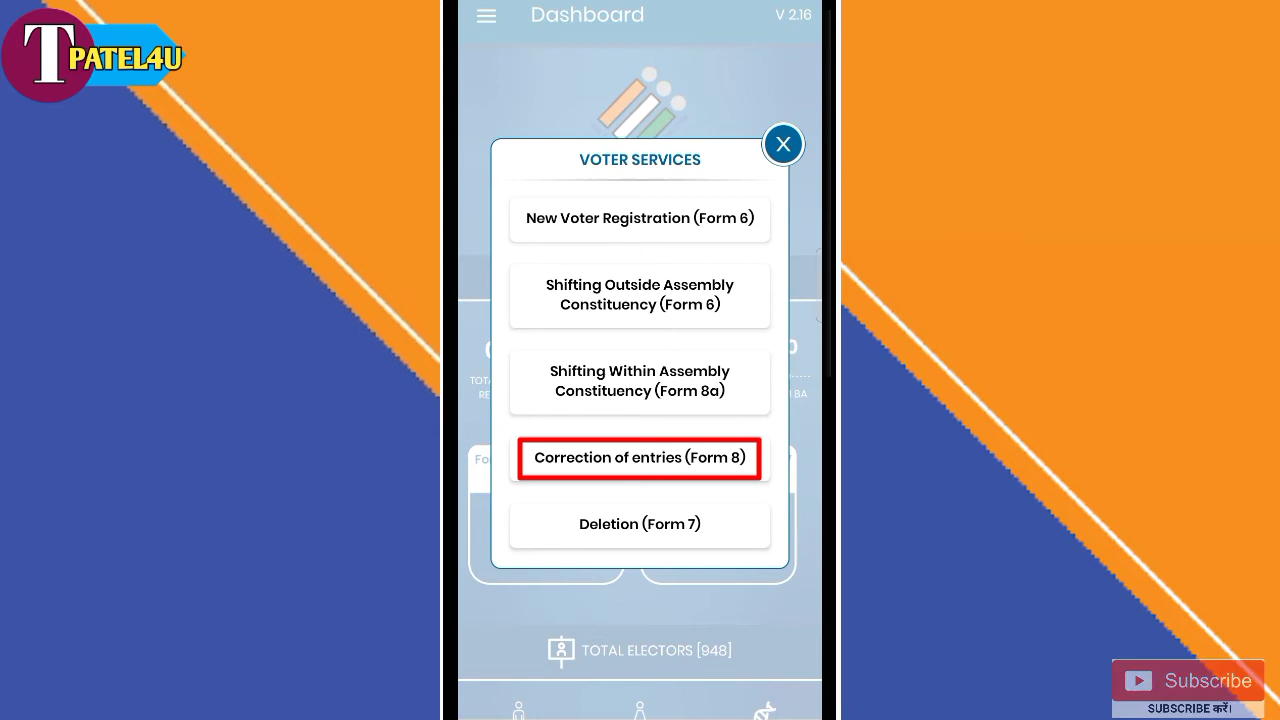 T
PATEL4U
Dashboard
V 2.16
VOTER SERVICES
New Voter Registration (Form 6)
Shifting Outside Assembly
Constituency (Form 6)
Shifting Within Assembly
Constituency (Form 8a)
Correction of entries (Form 8)
Deletion (Form 7)
X
TOTAL ELECTORS [948]
Subscribe
SUBSCRIBE करें।